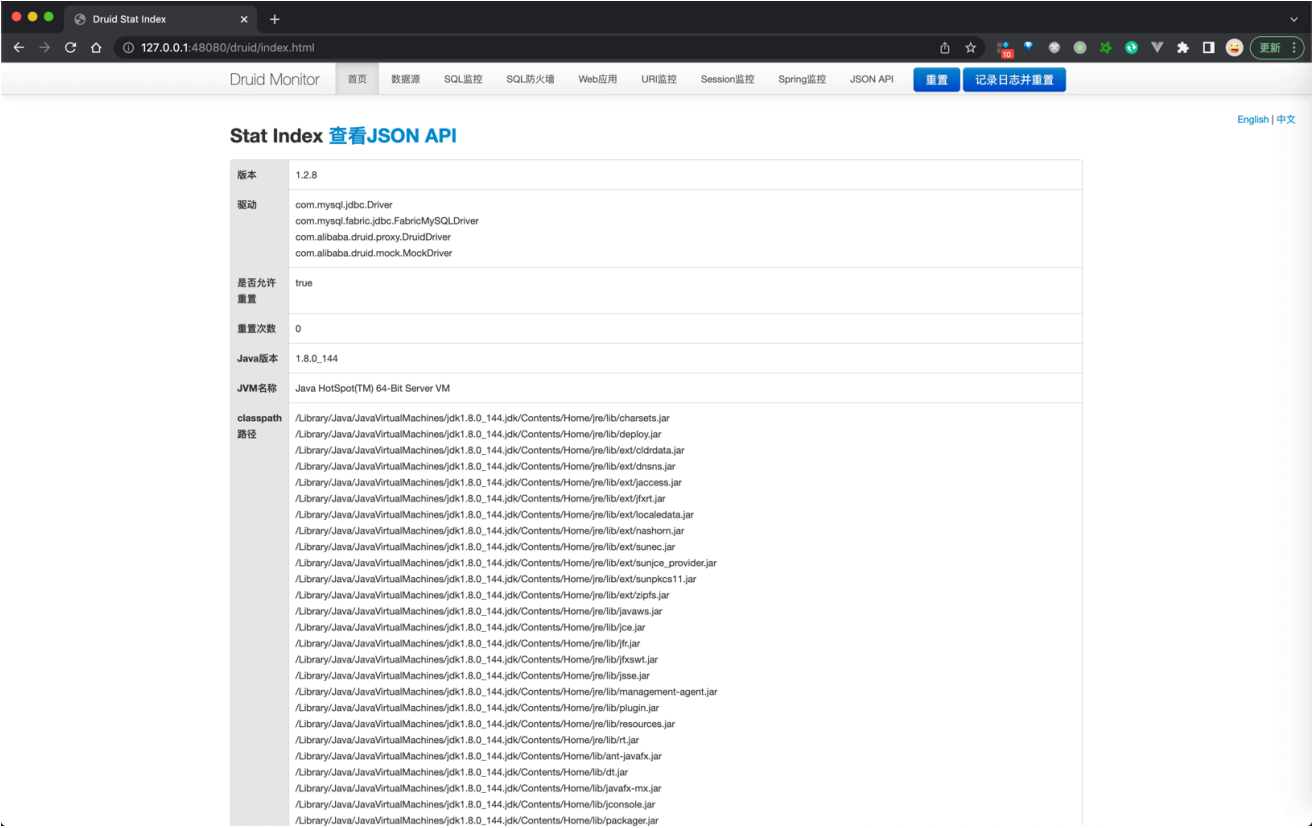 Druid Stat Index
127.0.0.1:48080/druid/index.html
10
更新
Druid Monitor 首页 数据源 SQL监控 SQL防火墙 Web应用 URI监控 Session监控 Spring监控 JSON API 重置 记录日志并重置
English | 中文
Stat Index 查看JSON API
版本 1.2.8
驱动 com.mysql.jdbc.Driver
com.mysql.fabric.jdbc.FabricMySQLDriver
com.alibaba.druid.proxy.DruidDriver
com.alibaba.druid.mock.MockDriver
是否允许 true
重置
重置次数 0
Java版本 1.8.0_144
JVM名称 Java HotSpot(TM) 64-Bit Server VM
classpath /Library/Java/JavaVirtualMachines/jdk1.8.0_144.jdk/Contents/Home/jre/lib/charsets.jar
路径 /Library/Java/JavaVirtualMachines/jdk1.8.0_144.jdk/Contents/Home/jre/lib/deploy.jar
/Library/Java/JavaVirtualMachines/jdk1.8.0_144.jdk/Contents/Home/jre/lib/ext/cldrdata.jar
/Library/Java/JavaVirtualMachines/jdk1.8.0_144.jdk/Contents/Home/jre/lib/ext/dnsns.jar
/Library/Java/JavaVirtualMachines/jdk1.8.0_144.jdk/Contents/Home/jre/lib/ext/jaccess.jar
/Library/Java/JavaVirtualMachines/jdk1.8.0_144.jdk/Contents/Home/jre/lib/ext/jfxrt.jar
/Library/Java/JavaVirtualMachines/jdk1.8.0_144.jdk/Contents/Home/jre/lib/ext/localedata.jar
/Library/Java/JavaVirtualMachines/jdk1.8.0_144.jdk/Contents/Home/jre/lib/ext/nashorn.jar
/Library/Java/JavaVirtualMachines/jdk1.8.0_144.jdk/Contents/Home/jre/lib/ext/sunec.jar
/Library/Java/JavaVirtualMachines/jdk1.8.0_144.jdk/Contents/Home/jre/lib/ext/sunjce_provider.jar
/Library/Java/JavaVirtualMachines/jdk1.8.0_144.jdk/Contents/Home/jre/lib/ext/sunpkcs11.jar
/Library/Java/JavaVirtualMachines/jdk1.8.0_144.jdk/Contents/Home/jre/lib/ext/zipfs.jar
/Library/Java/JavaVirtualMachines/jdk1.8.0_144.jdk/Contents/Home/jre/lib/javaws.jar
/Library/Java/JavaVirtualMachines/jdk1.8.0_144.jdk/Contents/Home/jre/lib/jce.jar
/Library/Java/JavaVirtualMachines/jdk1.8.0_144.jdk/Contents/Home/jre/lib/jfr.jar
/Library/Java/JavaVirtualMachines/jdk1.8.0_144.jdk/Contents/Home/jre/lib/jfxswt.jar
/Library/Java/JavaVirtualMachines/jdk1.8.0_144.jdk/Contents/Home/jre/lib/jsse.jar
/Library/Java/JavaVirtualMachines/jdk1.8.0_144.jdk/Contents/Home/jre/lib/management-agent.jar
/Library/Java/JavaVirtualMachines/jdk1.8.0_144.jdk/Contents/Home/jre/lib/plugin.jar
/Library/Java/JavaVirtualMachines/jdk1.8.0_144.jdk/Contents/Home/jre/lib/resources.jar
/Library/Java/JavaVirtualMachines/jdk1.8.0_144.jdk/Contents/Home/jre/lib/rt.jar
/Library/Java/JavaVirtualMachines/jdk1.8.0_144.jdk/Contents/Home/lib/ant-javafx.jar
/Library/Java/JavaVirtualMachines/jdk1.8.0_144.jdk/Contents/Home/lib/dt.jar
/Library/Java/JavaVirtualMachines/jdk1.8.0_144.jdk/Contents/Home/lib/javafx-mx.jar
/Library/Java/JavaVirtualMachines/jdk1.8.0_144.jdk/Contents/Home/lib/jconsole.jar
/Library/Java/JavaVirtualMachines/jdk1.8.0_144.jdk/Contents/Home/lib/packager.jar